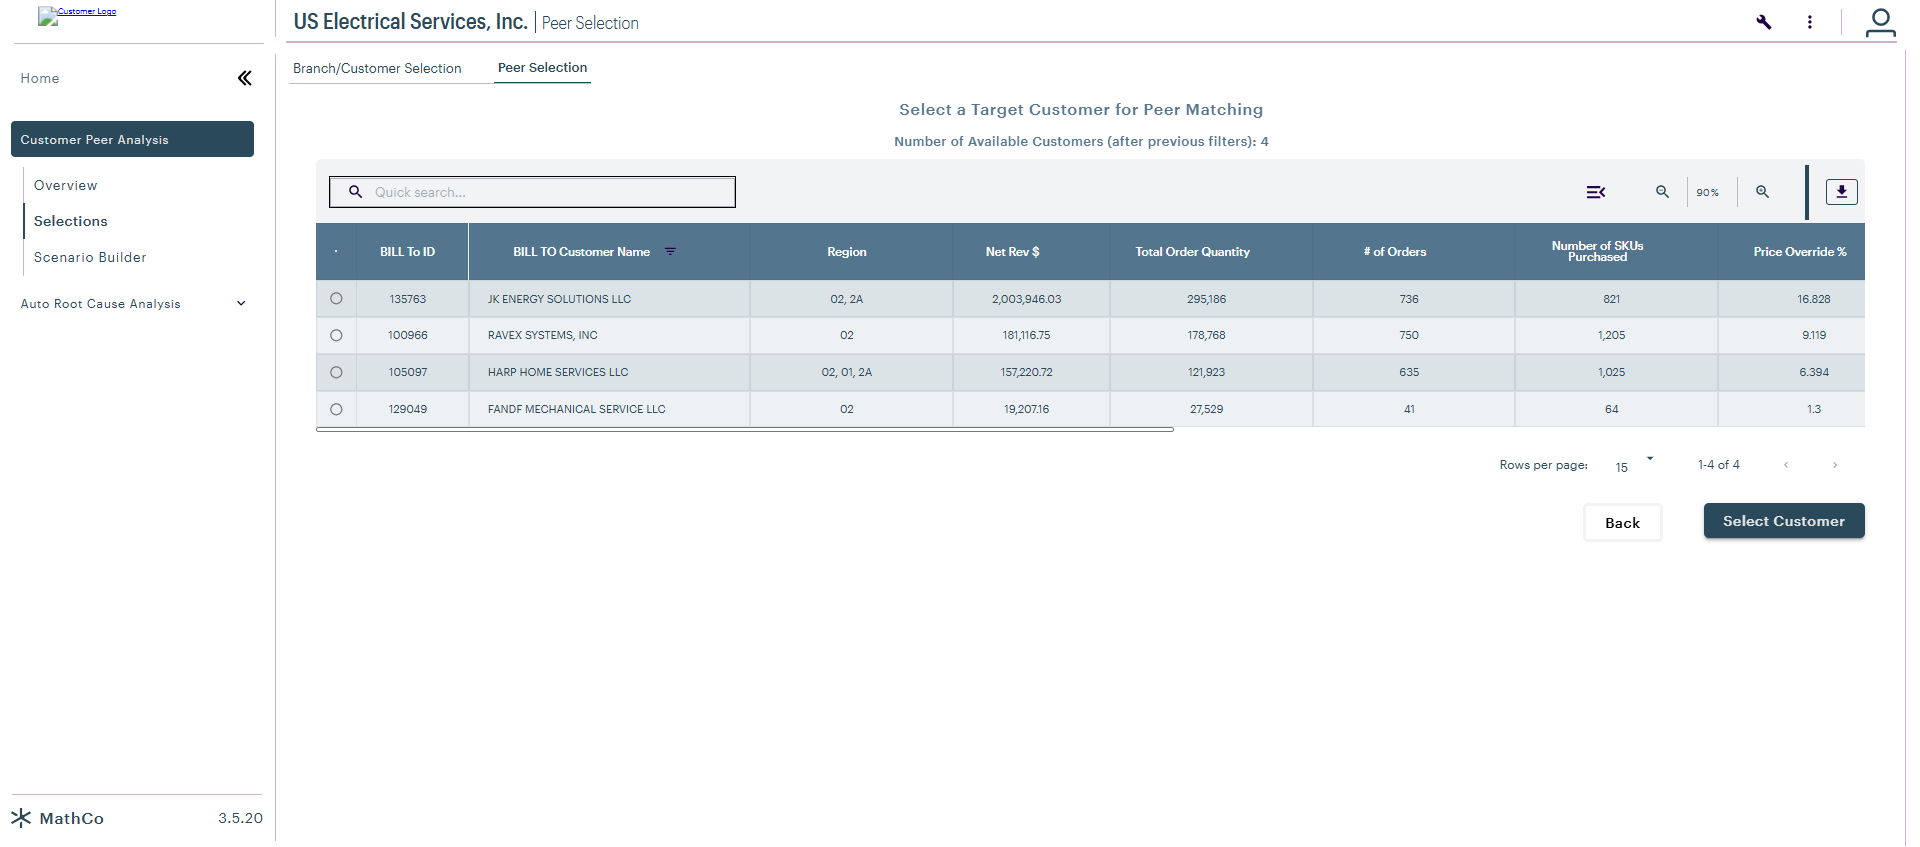 Customer Logo
US Electrical Services, Inc. | Peer Selection
Home
Customer Peer Analysis
Overview
Selections
Scenario Builder
Auto Root Cause Analysis
MathCo 3.5.20
Branch/Customer Selection Peer Selection
Select a Target Customer for Peer Matching
Number of Available Customers (after previous filters): 4
Quick search... 90%
BILL To ID BILL TO Customer Name Region Net Rev $ Total Order Quantity # of Orders Number of SKUs Purchased Price Override %
135763 JK ENERGY SOLUTIONS LLC 02, 2A 2,003,946.03 295,186 736 821 16.828
100966 RAVEX SYSTEMS, INC 02 181,116.75 178,768 750 1,205 9.119
105097 HARP HOME SERVICES LLC 02, 01, 2A 157,220.72 121,923 635 1,025 6.394
129049 FANDF MECHANICAL SERVICE LLC 02 19,207.16 27,529 41 64 1.3
Rows per page: 15 1-4 of 4
Back Select Customer